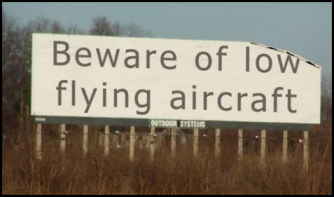 Beware of low
flying aircraft
OUTDOOR SYSTEMS